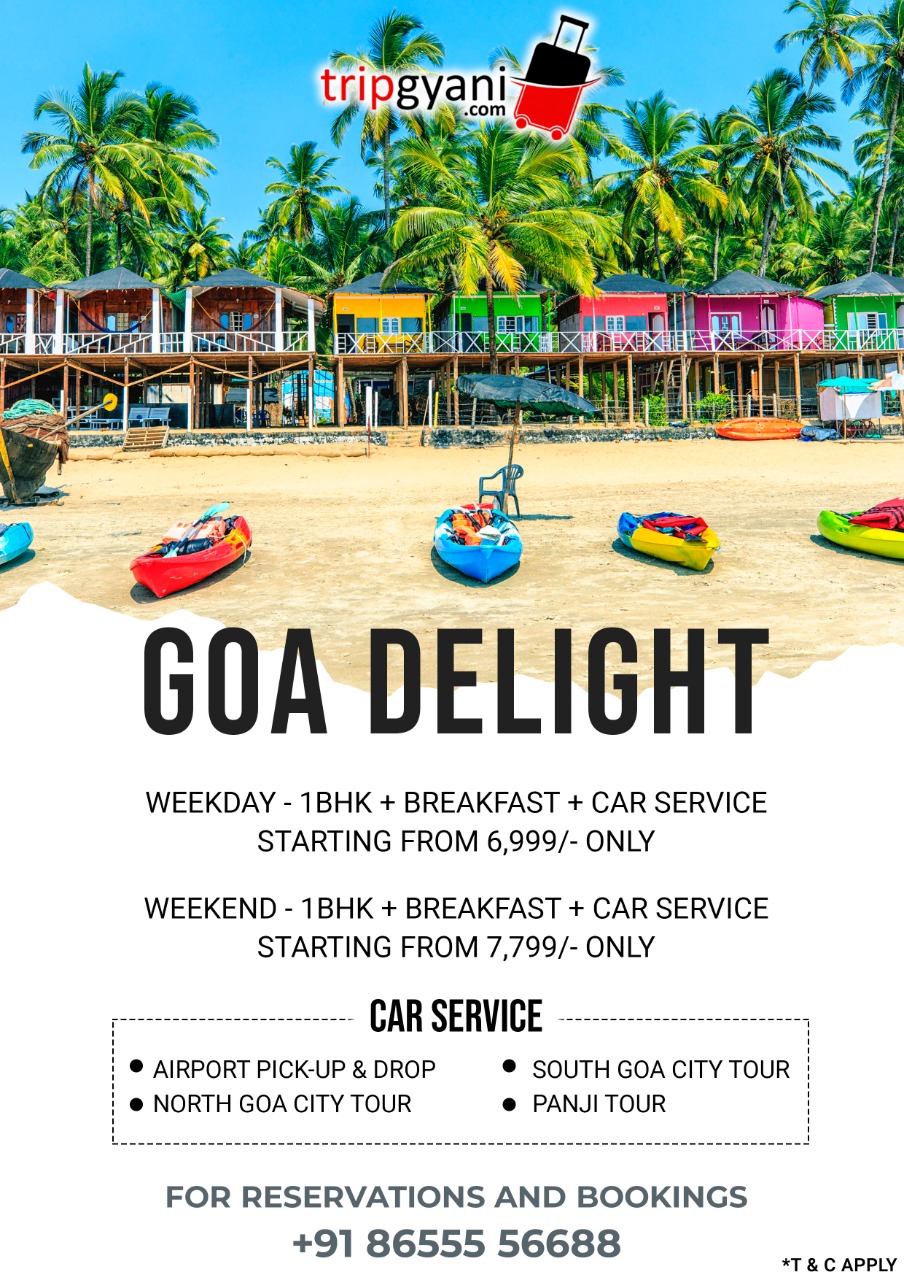 tripgyani
.com
GOA DELIGHT
WEEKDAY - 1BHK + BREAKFAST + CAR SERVICE
STARTING FROM 6,999/- ONLY
WEEKEND - 1BHK + BREAKFAST + CAR SERVICE
STARTING FROM 7,799/- ONLY
CAR SERVICE
● AIRPORT PICK-UP & DROP
● NORTH GOA CITY TOUR
● SOUTH GOA CITY TOUR
● PANJI TOUR
FOR RESERVATIONS AND BOOKINGS
+91 86555 56688
*T & C APPLY